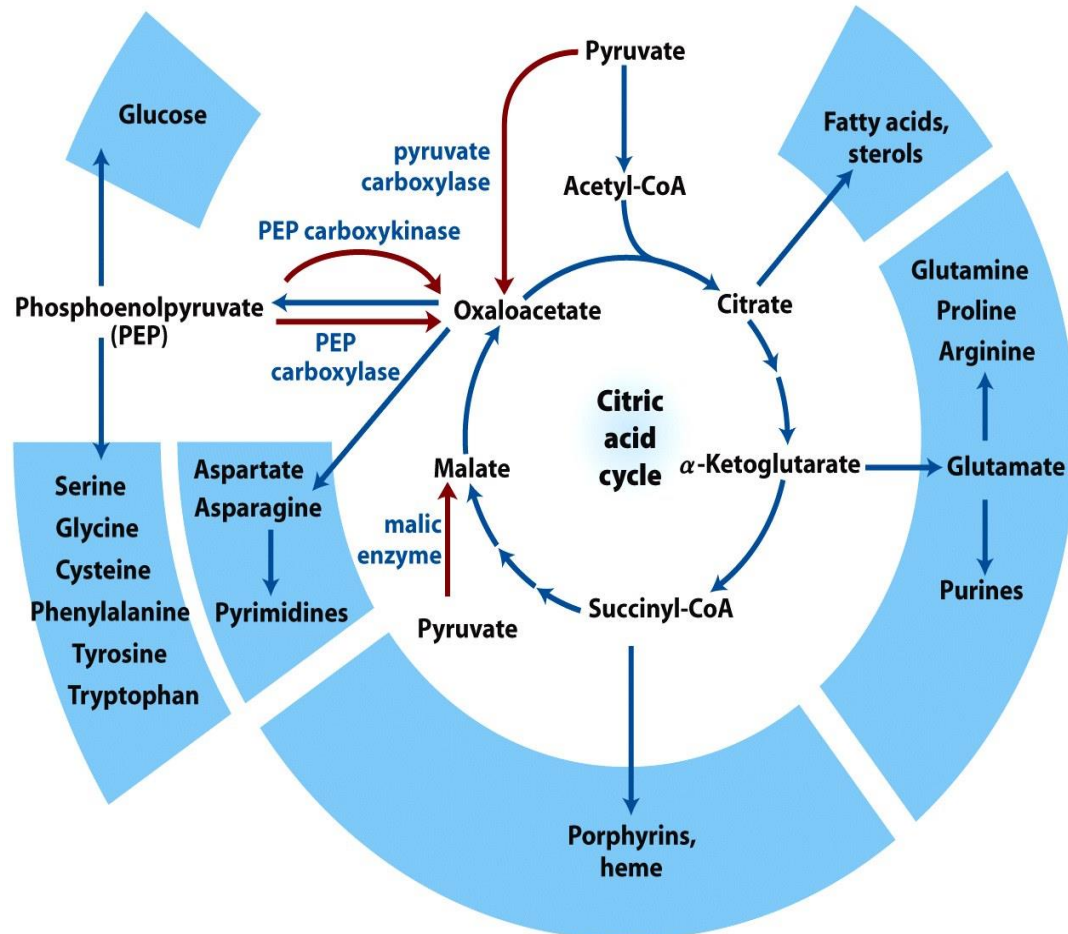 Pyruvate
Glucose
Fatty acids,
sterols
pyruvate
carboxylase
Acetyl-CoA
PEP carboxykinase
Glutamine
Phosphoenolpyruvate
(PEP)
Oxaloacetate
Citrate
Proline
Arginine
PEP
carboxylase
Citric
acid
cycle
Aspartate
Asparagine
Malate
α-Ketoglutarate
Glutamate
Serine
Glycine
Cysteine
Phenylalanine
Tyrosine
Tryptophan
malic
enzyme
Pyrimidines
Pyruvate
Succinyl-CoA
Purines
Porphyrins,
heme